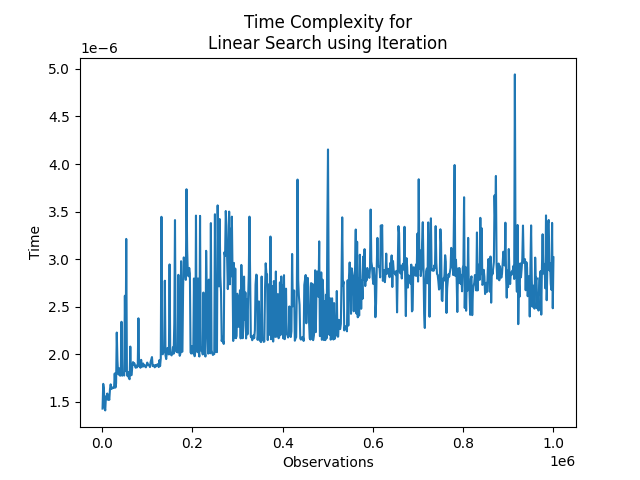 Time Complexity for
Linear Search using Iteration
1e−6
5.0
4.5
4.0
3.5
3.0
2.5
2.0
1.5
Time
0.0 0.2 0.4 0.6 0.8 1.0
1e6
Observations